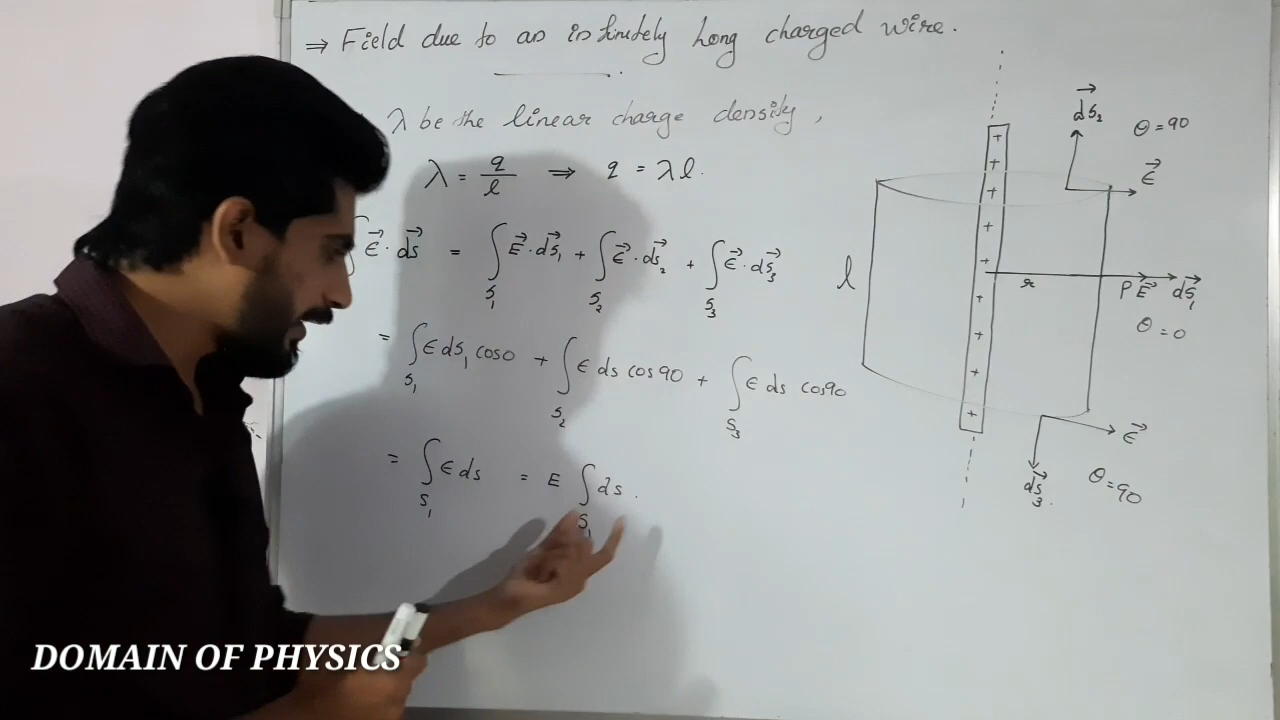 ⇒ Field due to an infinitely long charged wire.
λ be the linear charge density,
λ = q/l ⇒ q = λl.
∫ E⃗·ds⃗ = ∫S₁ E⃗·ds⃗₁ + ∫S₂ E⃗·ds⃗₂ + ∫S₃ E⃗·ds⃗₃
= ∫S₁ E ds₁ cos0 + ∫S₂ E ds cos90 + ∫S₃ E ds cos90
= ∫S₁ E ds = E ∫S₁ ds.
ds⃗₂
θ = 90
E⃗
+
+
+
+
+
+
+
+
+
l
r
P E⃗ ds⃗₁
θ = 0
E⃗
ds⃗₃.
θ = 90
DOMAIN OF PHYSICS